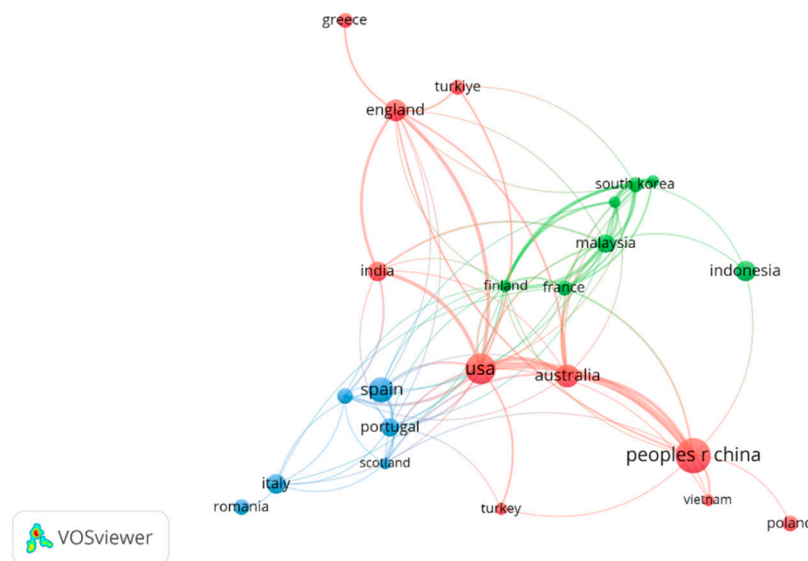 greece
turkiye
england
south korea
malaysia
india
indonesia
finland
france
usa
australia
spain
portugal
peoples r china
scotland
italy
vietnam
romania
turkey
poland
VOSviewer